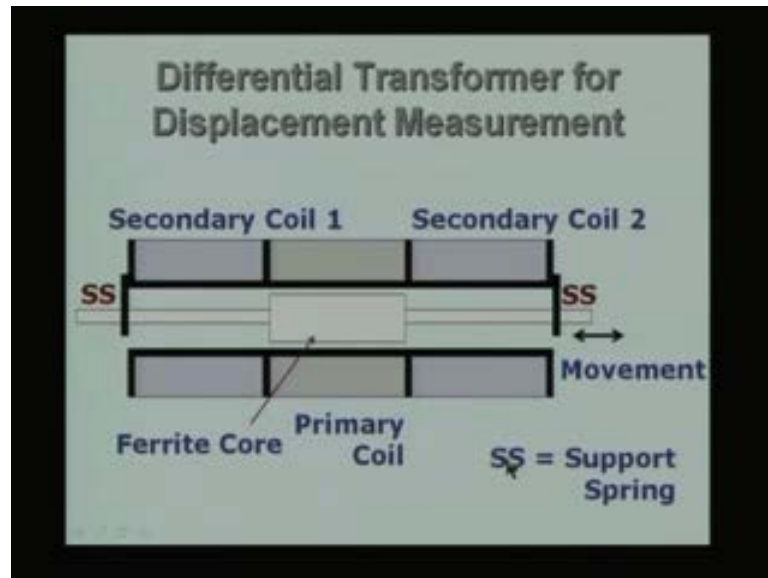 Differential Transformer for
Displacement Measurement
Secondary Coil 1
Secondary Coil 2
SS
SS
Movement
Ferrite Core
Primary
Coil
SS = Support
Spring